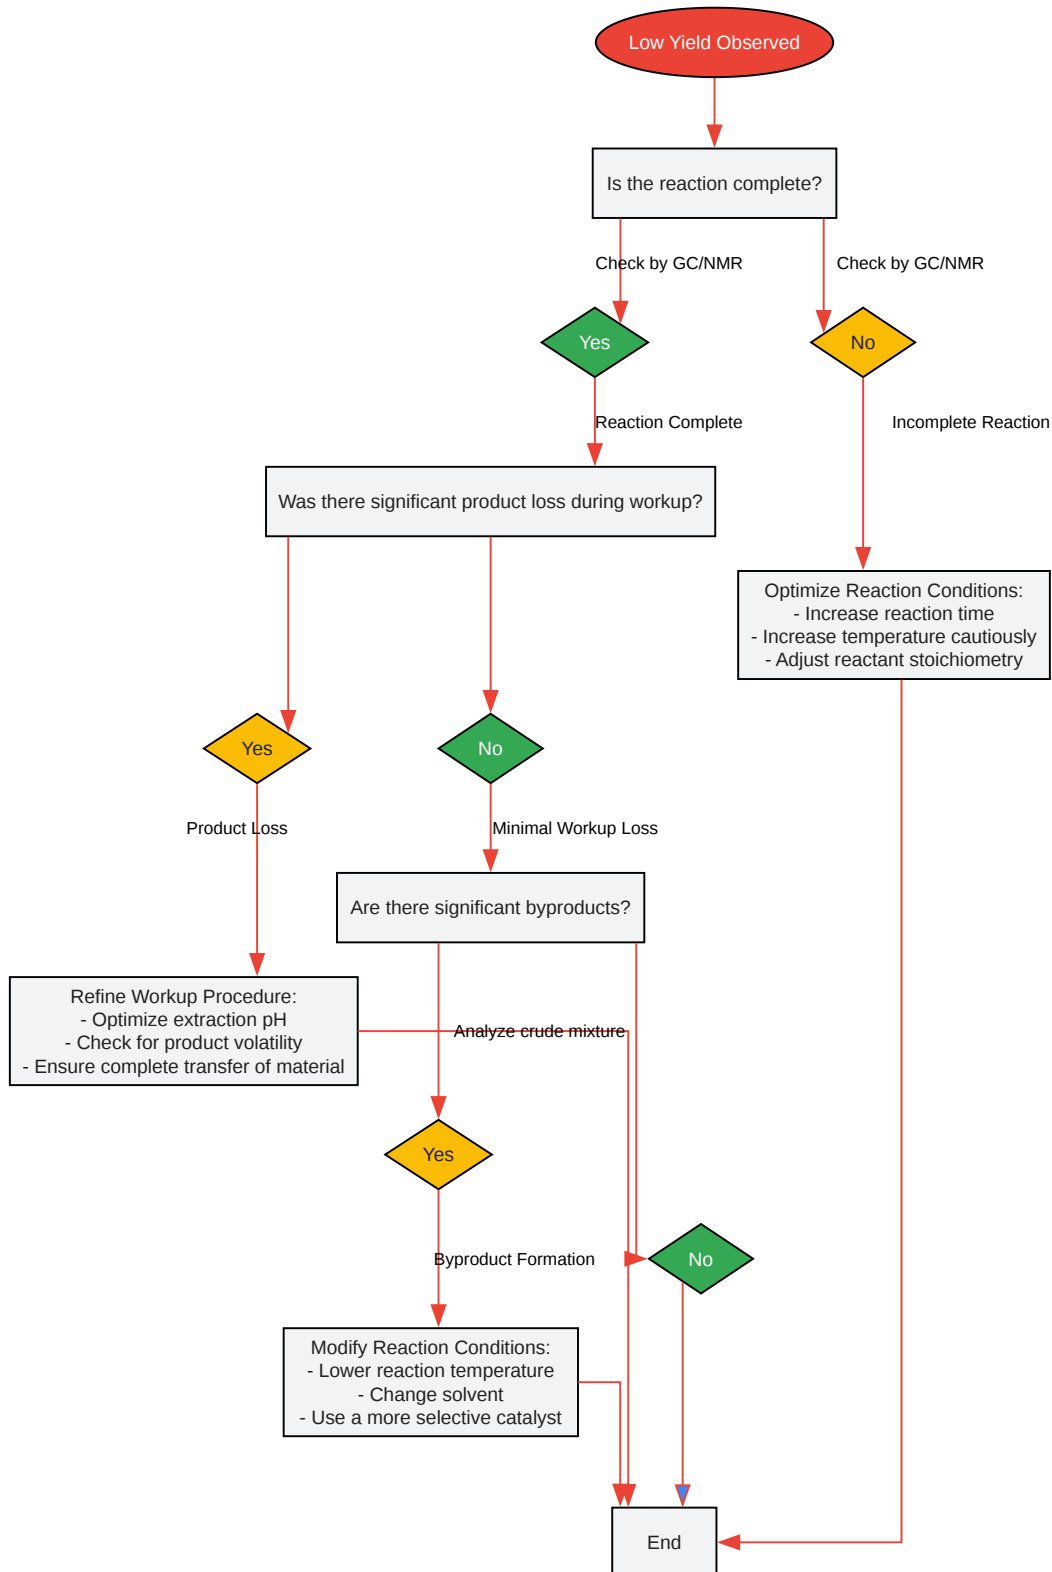 Low Yield Observed
Is the reaction complete?
Check by GC/NMR
Check by GC/NMR
Yes
No
Reaction Complete
Incomplete Reaction
Was there significant product loss during workup?
Optimize Reaction Conditions:
- Increase reaction time
- Increase temperature cautiously
- Adjust reactant stoichiometry
Yes
No
Product Loss
Minimal Workup Loss
Are there significant byproducts?
Refine Workup Procedure:
- Optimize extraction pH
- Check for product volatility
- Ensure complete transfer of material
Analyze crude mixture
Yes
No
Byproduct Formation
Modify Reaction Conditions:
- Lower reaction temperature
- Change solvent
- Use a more selective catalyst
End